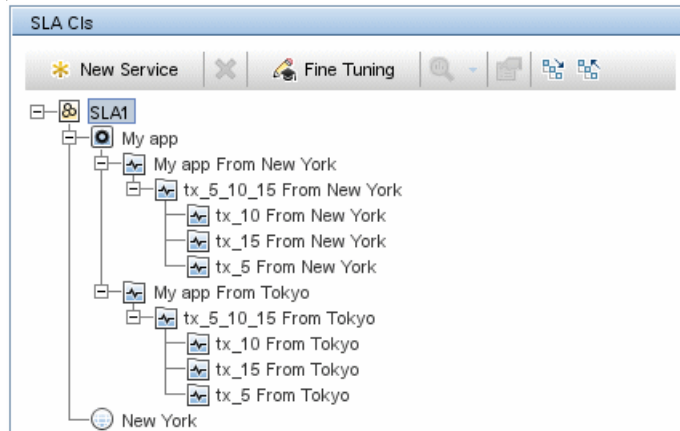 SLA CIs
New Service Fine Tuning
SLA1
My app
My app From New York
tx_5_10_15 From New York
tx_10 From New York
tx_15 From New York
tx_5 From New York
My app From Tokyo
tx_5_10_15 From Tokyo
tx_10 From Tokyo
tx_15 From Tokyo
tx_5 From Tokyo
New York